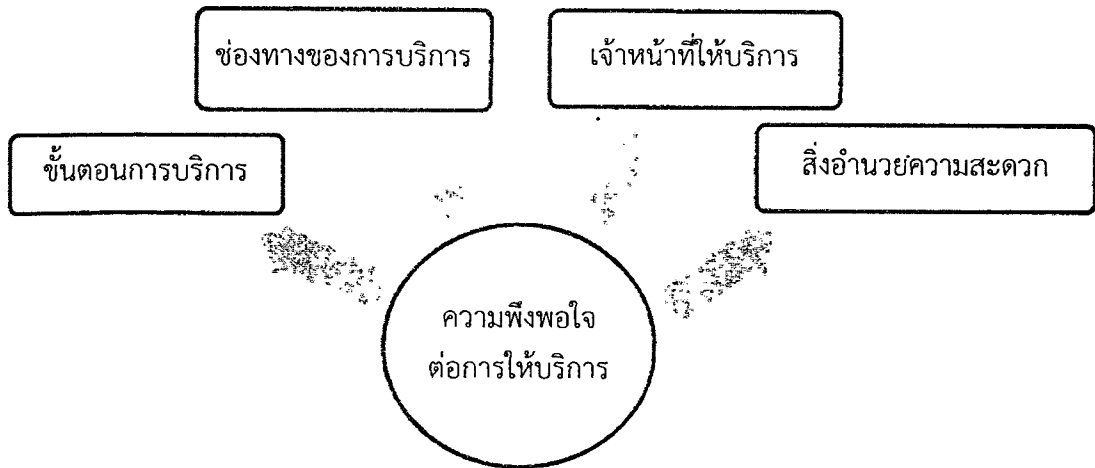 ช่องทางของการบริการ
เจ้าหน้าที่ให้บริการ
ขั้นตอนการบริการ
สิ่งอำนวยความสะดวก
ความพึงพอใจ
ต่อการให้บริการ